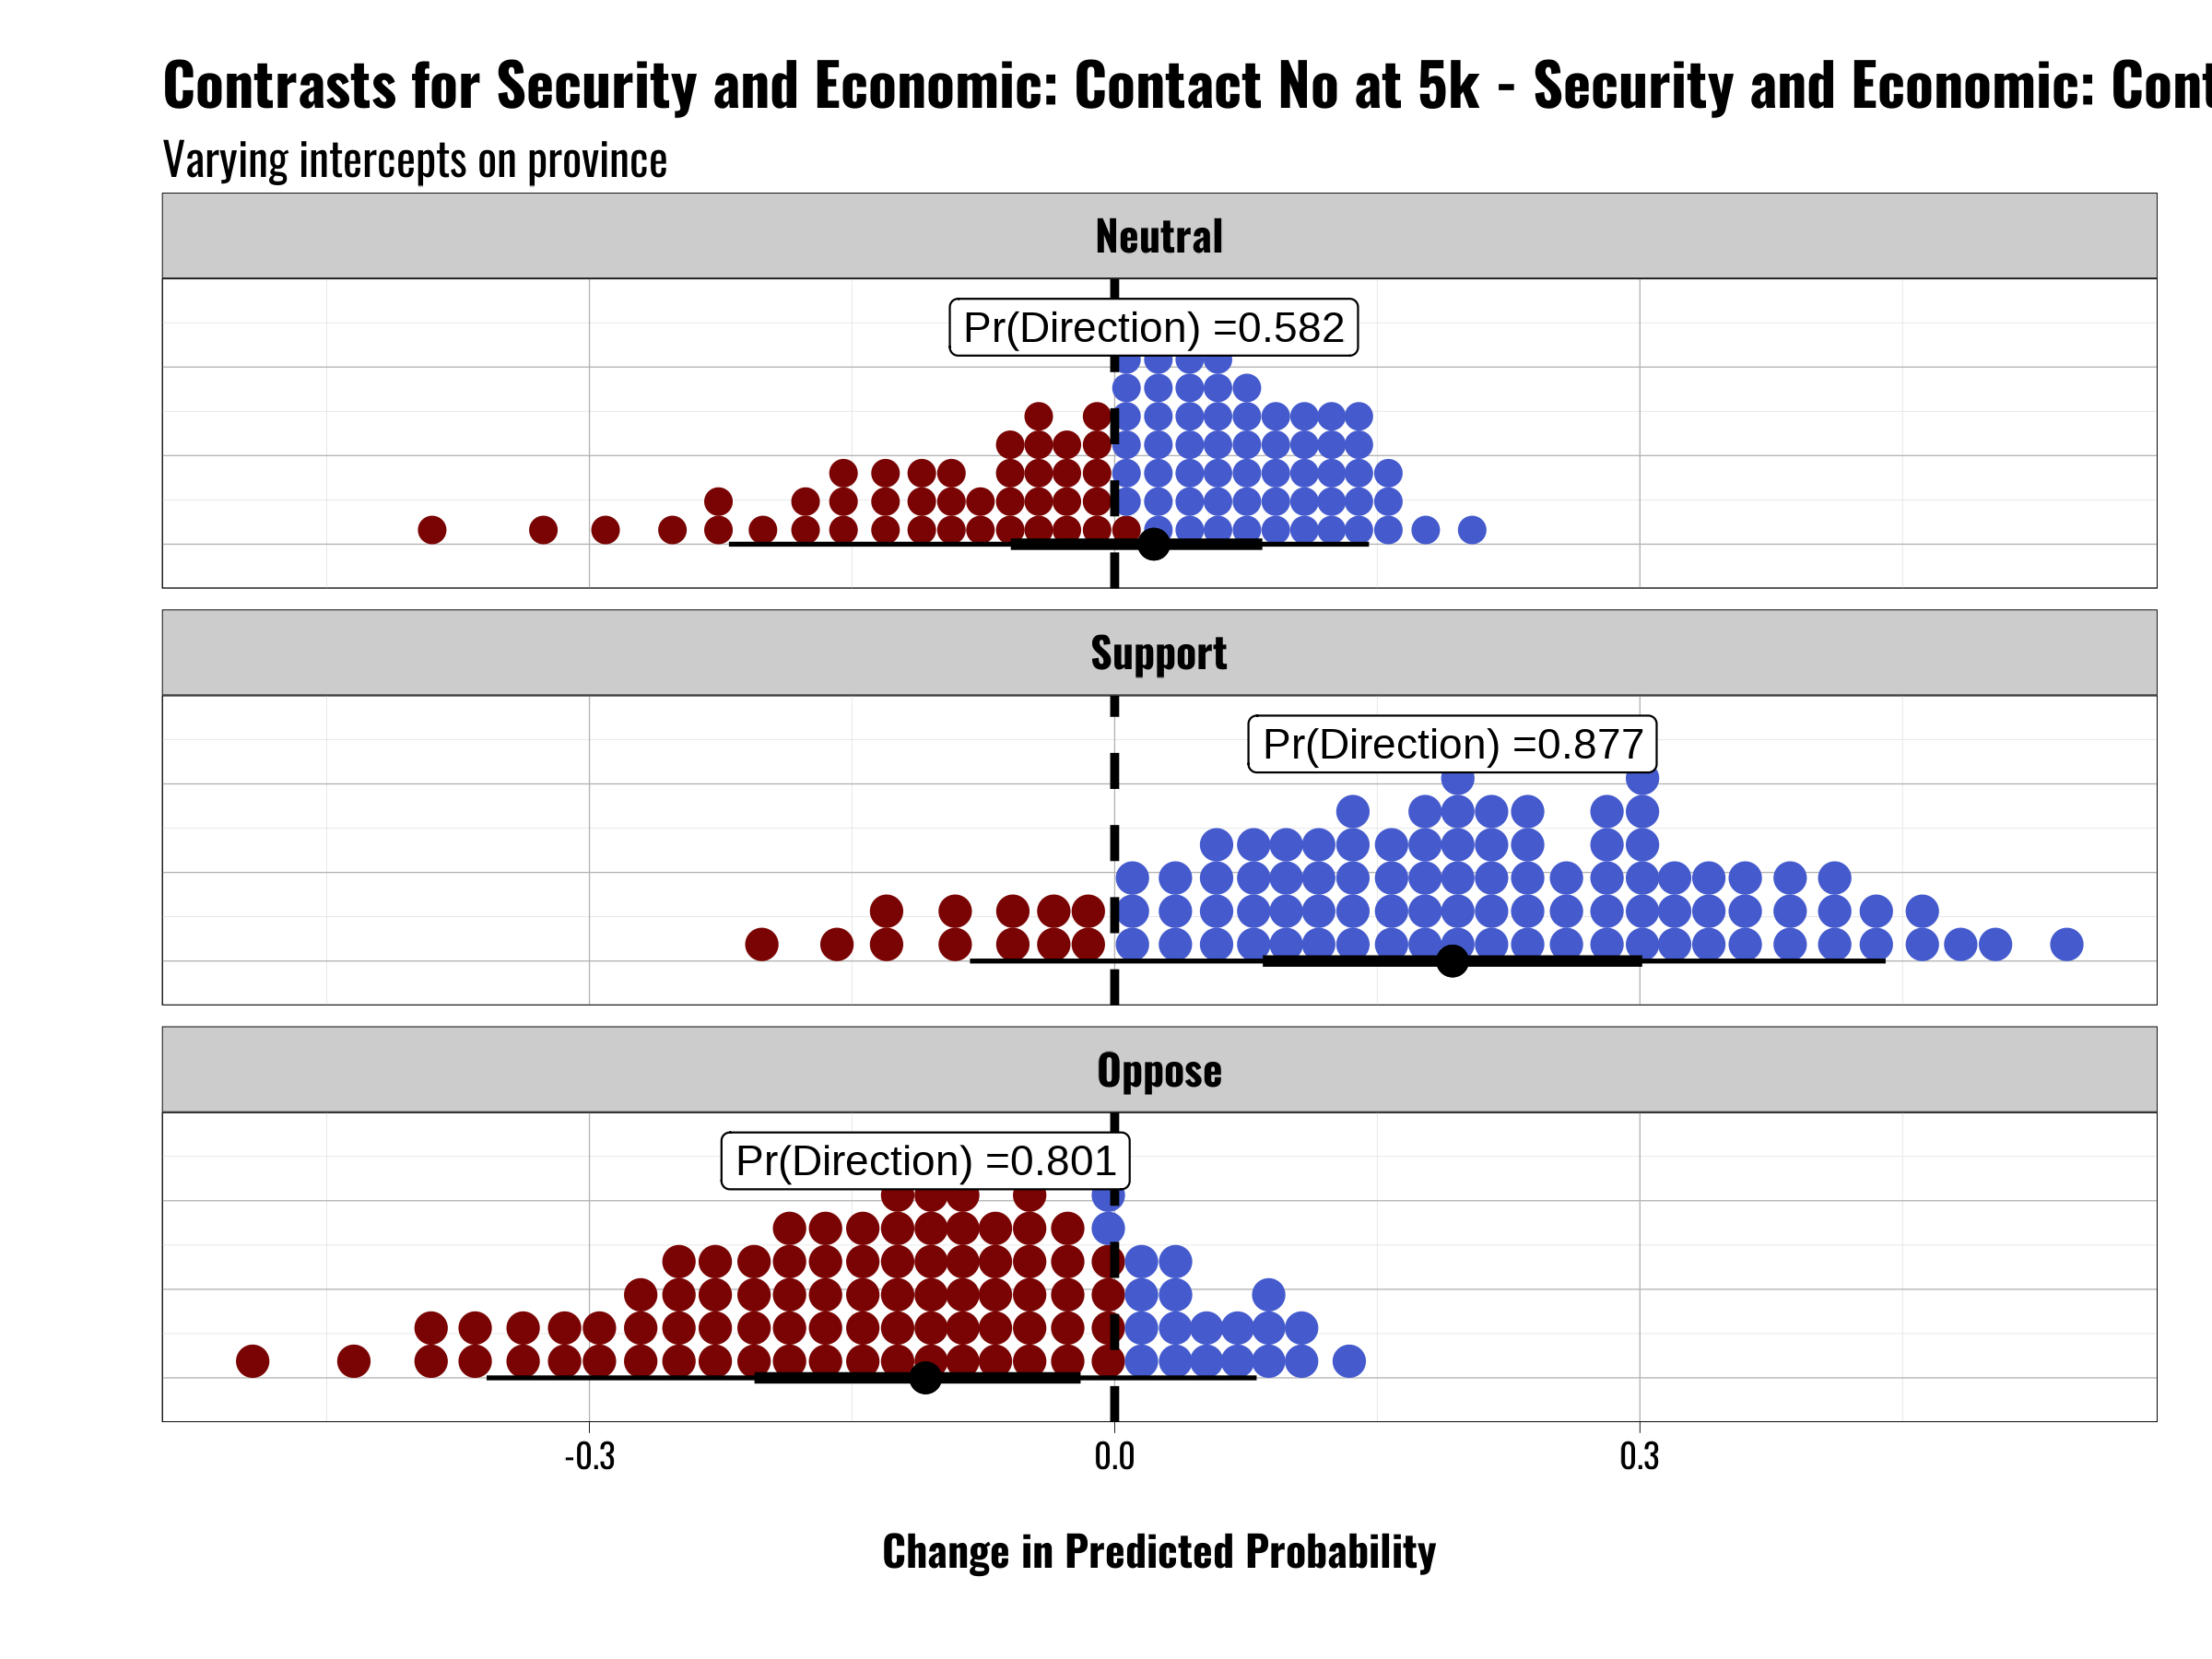 Contrasts for Security and Economic: Contact No at 5k - Security and Economic: Cont
Varying intercepts on province
Neutral
Pr(Direction) =0.582
Support
Pr(Direction) =0.877
Oppose
Pr(Direction) =0.801
-0.3 0.0 0.3
Change in Predicted Probability